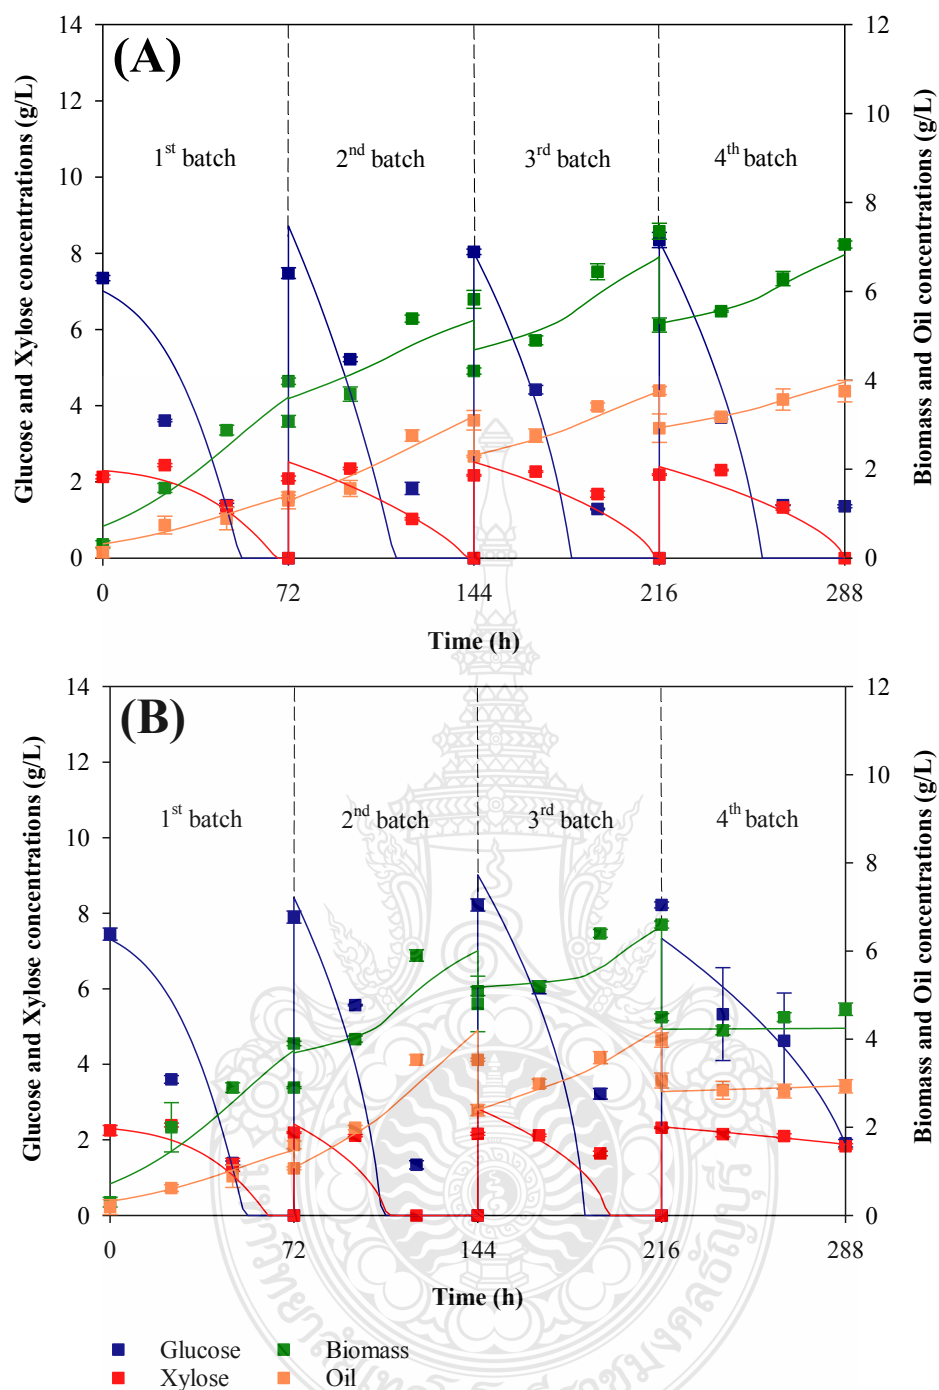 (A)
Glucose and Xylose concentrations (g/L)
Biomass and Oil concentrations (g/L)
14
12
10
8
6
4
2
0
12
10
8
6
4
2
0
1st batch
2nd batch
3rd batch
4th batch
0 72 144 216 288
Time (h)
(B)
Glucose and Xylose concentrations (g/L)
Biomass and Oil concentrations (g/L)
14
12
10
8
6
4
2
0
12
10
8
6
4
2
0
1st batch
2nd batch
3rd batch
4th batch
0 72 144 216 288
Time (h)
Glucose Biomass
Xylose Oil